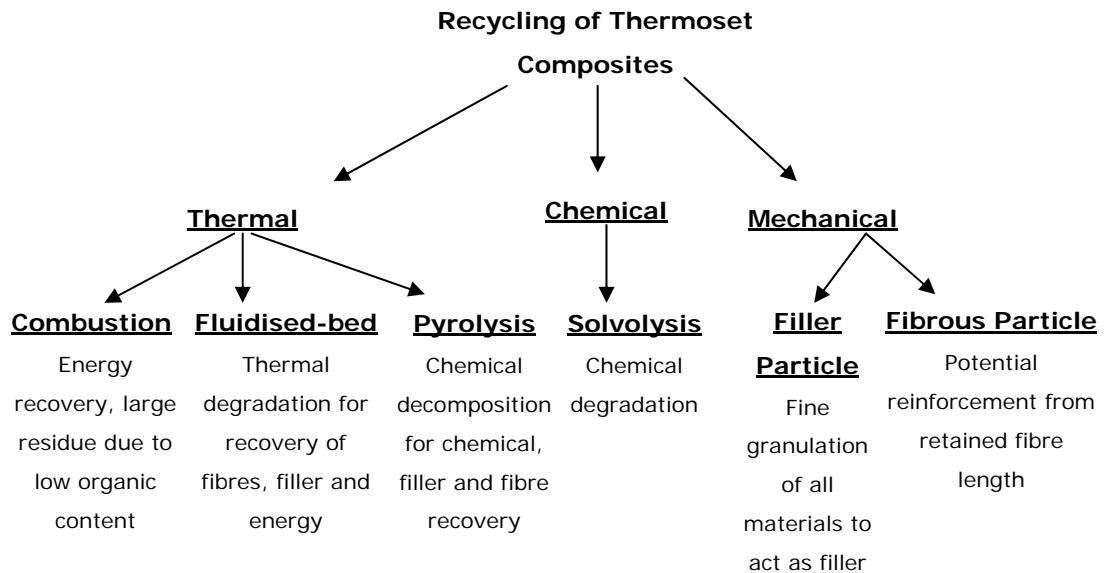 Recycling of Thermoset
Composites
Thermal
Chemical
Mechanical
Combustion
Energy
recovery, large
residue due to
low organic
content
Fluidised-bed
Thermal
degradation for
recovery of
fibres, filler and
energy
Pyrolysis
Chemical
decomposition
for chemical,
filler and fibre
recovery
Solvolysis
Chemical
degradation
Filler
Particle
Fine
granulation
of all
materials to
act as filler
Fibrous Particle
Potential
reinforcement from
retained fibre
length